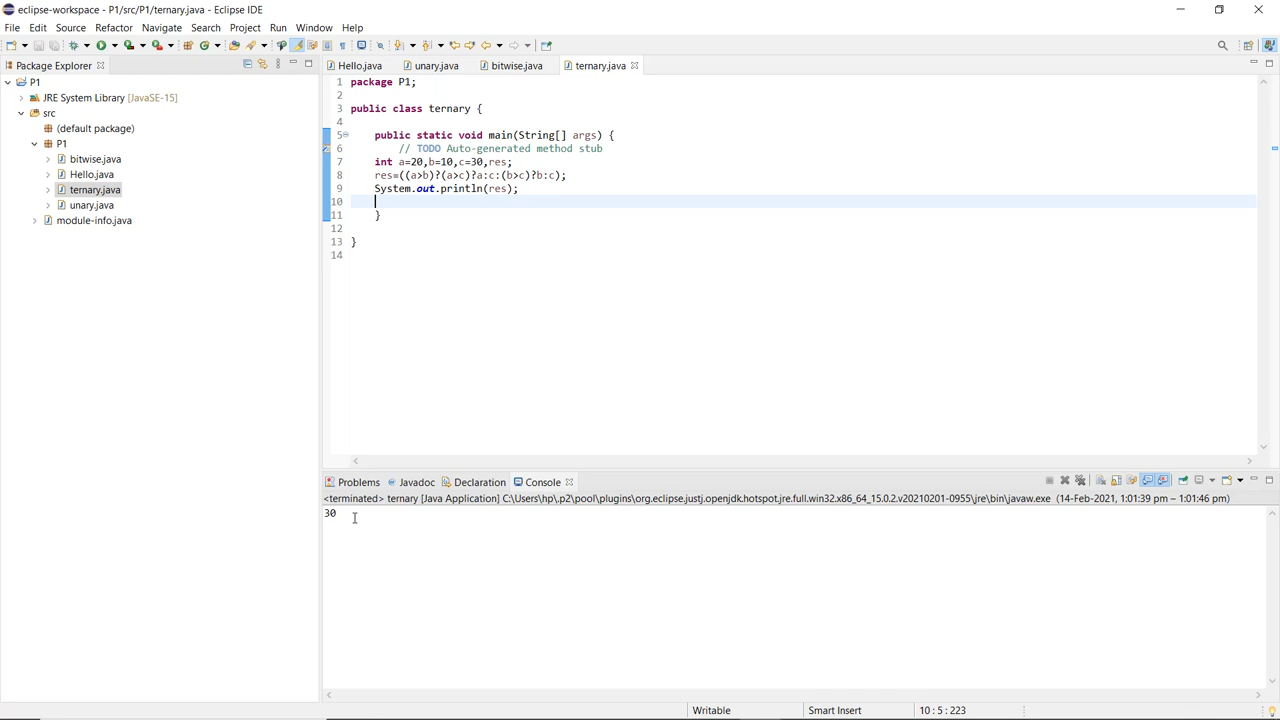 eclipse-workspace - P1/src/P1/ternary.java - Eclipse IDE
File Edit Source Refactor Navigate Search Project Run Window Help
Package Explorer
Hello.java unary.java bitwise.java ternary.java
P1
JRE System Library [JavaSE-15]
src
(default package)
P1
bitwise.java
Hello.java
ternary.java
unary.java
module-info.java
1 package P1;
2
3 public class ternary {
4
5 public static void main(String[] args) {
6 // TODO Auto-generated method stub
7 int a=20,b=10,c=30,res;
8 res=((a>b)?(a>c)?a:c:(b>c)?b:c);
9 System.out.println(res);
10
11 }
12
13 }
14
Problems Javadoc Declaration Console
<terminated> ternary [Java Application] C:\Users\hp\.p2\pool\plugins\org.eclipse.justj.openjdk.hotspot.jre.full.win32.x86_64_15.0.2.v20210201-0955\jre\bin\javaw.exe (14-Feb-2021, 1:01:39 pm – 1:01:46 pm)
30
Writable Smart Insert 10 : 5 : 223